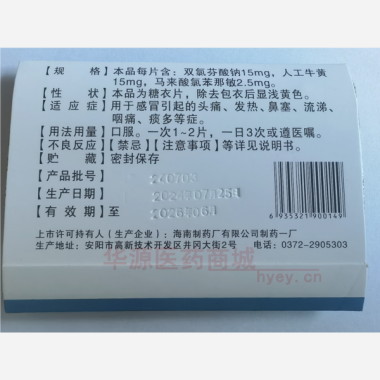 【规 格】本品每片含：双氯芬酸钠15mg，人工牛黄
15mg，马来酸氯苯那敏2.5mg。
【性 状】本品为糖衣片，除去包衣后显浅黄色。
【适 应 症】用于感冒引起的头痛、发热、鼻塞、流涕、
咽痛、痰多等症。
【用法用量】口服。一次1~2片，一日3次或遵医嘱。
【不良反应】【禁忌】【注意事项】等详见说明书。
【贮 藏】密封保存
【产品批号】240703
【生产日期】
【有 效 期】至
6 935321 900149
上市许可持有人（生产企业）：海南制药厂有限公司制药一厂
生产地址：安阳市高新技术开发区井冈大街2号 电话：0372-2905303
华源医药商城
hyey.cn